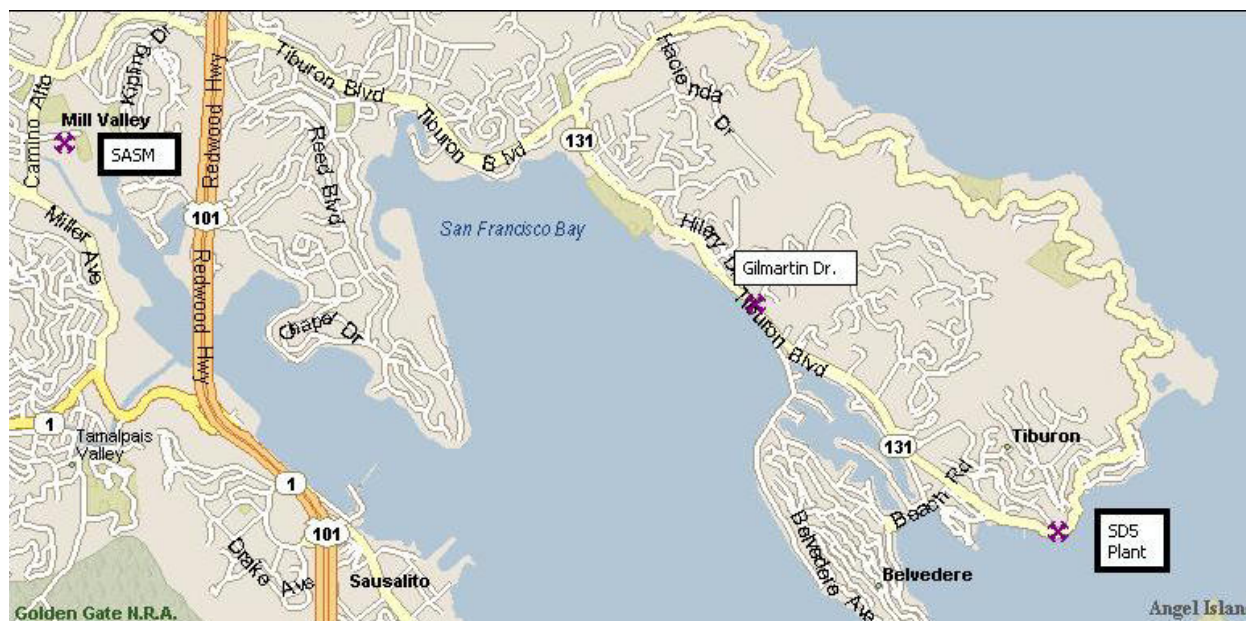 Tiburon Blvd
Hacienda Dr
Kipling Dr
Camino Alto
Mill Valley
SASM
Redwood Hwy
Reed Blvd
Tiburon Blvd
131
101
Miller Ave
San Francisco Bay
Hilary Dr
Gilmartin Dr.
Redwood Hwy
Chapel Dr
Tiburon Blvd
1
Tamalpais
Valley
131
Tiburon
1
101
Beach Rd
SD5
Plant
Drake Ave
Sausalito
Belvedere Ave
Belvedere
Golden Gate N.R.A.
Angel Islan